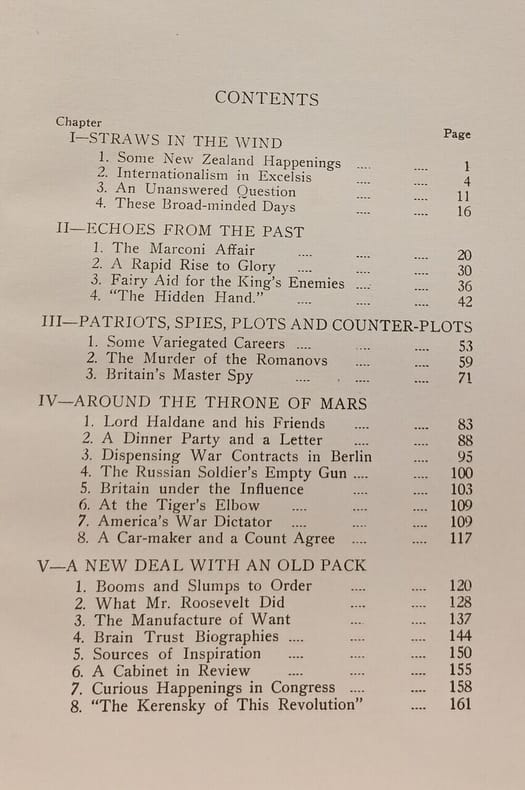 CONTENTS
Chapter
Page
I—STRAWS IN THE WIND
1. Some New Zealand Happenings .... .... 1
2. Internationalism in Excelsis .... .... 4
3. An Unanswered Question .... .... 11
4. These Broad-minded Days .... .... 16
II—ECHOES FROM THE PAST
1. The Marconi Affair .... .... .... 20
2. A Rapid Rise to Glory .... .... .... 30
3. Fairy Aid for the King's Enemies .... .... 36
4. "The Hidden Hand." .... .... .... 42
III—PATRIOTS, SPIES, PLOTS AND COUNTER-PLOTS
1. Some Variegated Careers .... .... .... 53
2. The Murder of the Romanovs .... .... 59
3. Britain's Master Spy .... .... .... 71
IV—AROUND THE THRONE OF MARS
1. Lord Haldane and his Friends .... .... 83
2. A Dinner Party and a Letter .... .... 88
3. Dispensing War Contracts in Berlin .... 95
4. The Russian Soldier's Empty Gun .... .... 100
5. Britain under the Influence .... .... 103
6. At the Tiger's Elbow .... .... .... 109
7. America's War Dictator .... .... .... 109
8. A Car-maker and a Count Agree .... .... 117
V—A NEW DEAL WITH AN OLD PACK
1. Booms and Slumps to Order .... .... 120
2. What Mr. Roosevelt Did .... .... 128
3. The Manufacture of Want .... .... 137
4. Brain Trust Biographies .... .... .... 144
5. Sources of Inspiration .... .... .... 150
6. A Cabinet in Review .... .... .... 155
7. Curious Happenings in Congress .... .... 158
8. "The Kerensky of This Revolution" .... 161